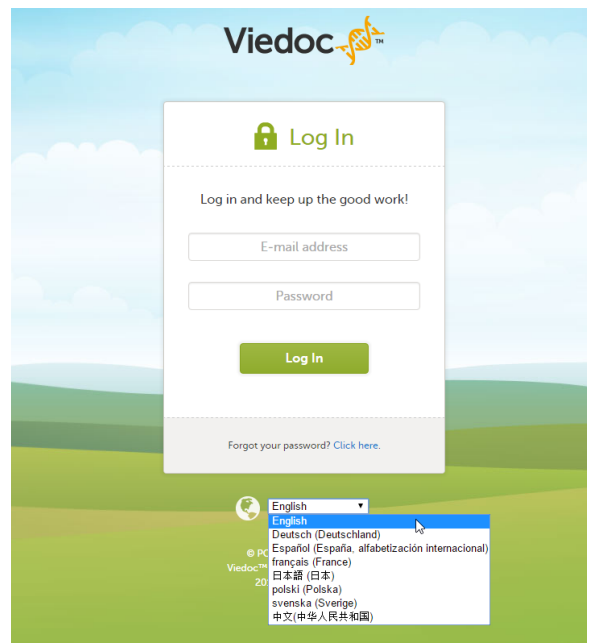 Viedoc™
Log In
Log in and keep up the good work!
E-mail address
Password
Log In
Forgot your password? Click here.
English
English
Deutsch (Deutschland)
Español (España, alfabetización internacional)
français (France)
日本語 (日本)
polski (Polska)
svenska (Sverige)
中文(中华人民共和国)
©
Viedoc™